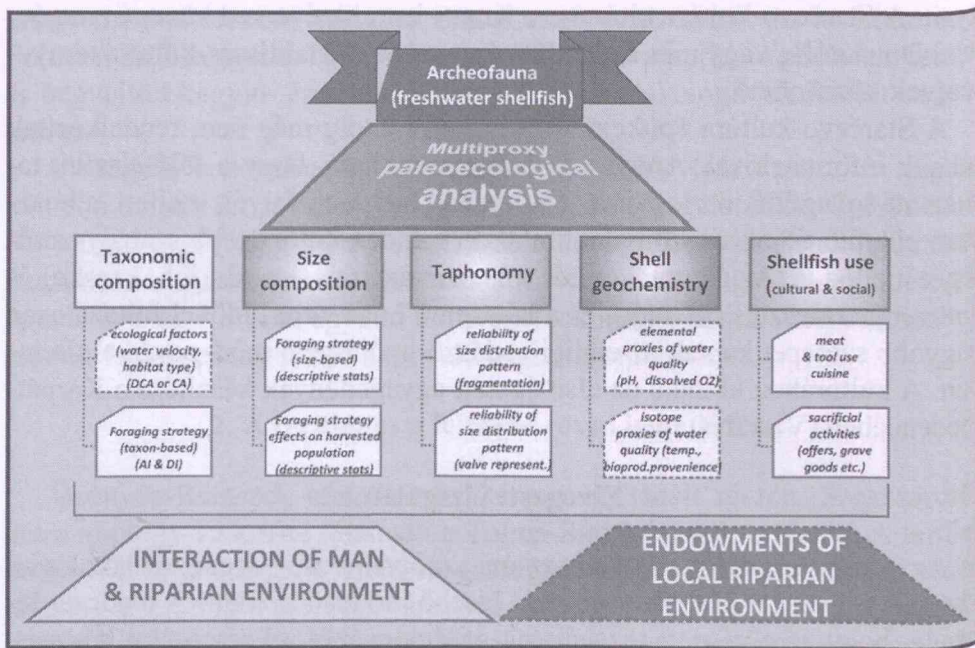 Archeofauna
(freshwater shellfish)
Multiproxy
paleoecological
analysis
Taxonomic
composition
Size
composition
Taphonomy
Shell
geochemistry
Shellfish use
(cultural & social)
ecological factors
(water velocity,
habitat type)
(DCA or CA)
Foraging strategy
(size-based)
(descriptive stats)
reliability of
size distribution
pattern
(fragmentation)
elemental
proxies of water
quality
(pH, dissolved O2)
meat
& tool use
cuisine
Foraging strategy
(taxon-based)
(AI & DI)
Foraging strategy
effects on harvested
population
(descriptive stats)
reliability of
size distribution
pattern
(valve represent.)
isotope
proxies of water
quality (temp.,
bioprod.provenience)
sacrificial
activities
(offers, grave
goods etc.)
INTERACTION OF MAN
& RIPARIAN ENVIRONMENT
ENDOWMENTS OF
LOCAL RIPARIAN
ENVIRONMENT